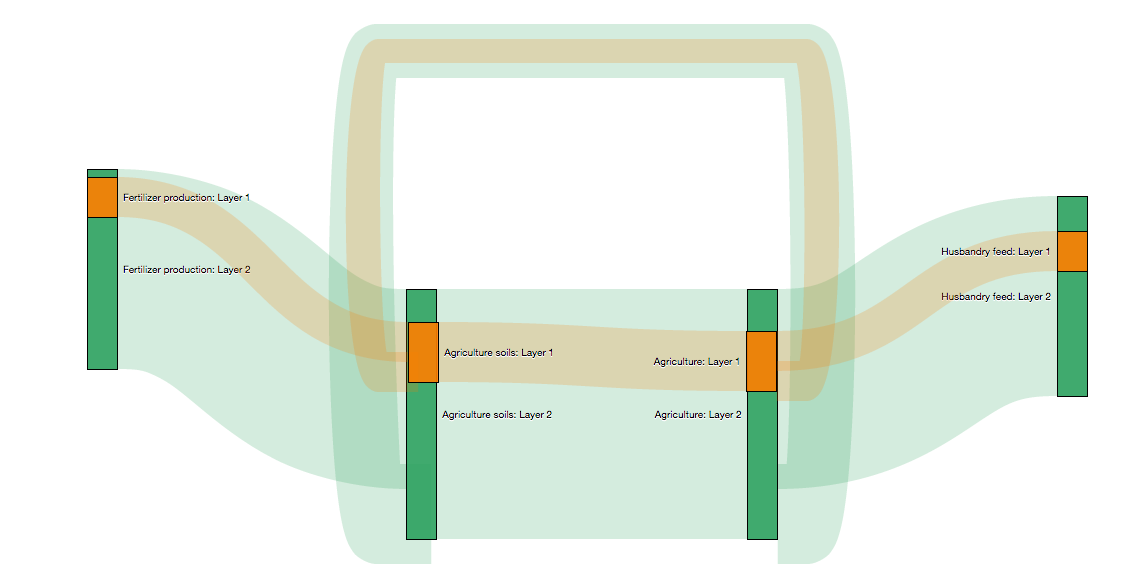 Fertilizer production: Layer 1
Fertilizer production: Layer 2
Agriculture soils: Layer 1
Agriculture soils: Layer 2
Agriculture: Layer 1
Agriculture: Layer 2
Husbandry feed: Layer 1
Husbandry feed: Layer 2